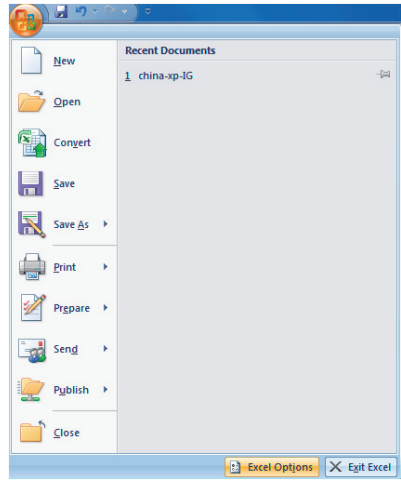 Recent Documents
1 china-xp-IG
New
Open
Convert
Save
Save As
Print
Prepare
Send
Publish
Close
Excel Options
Exit Excel